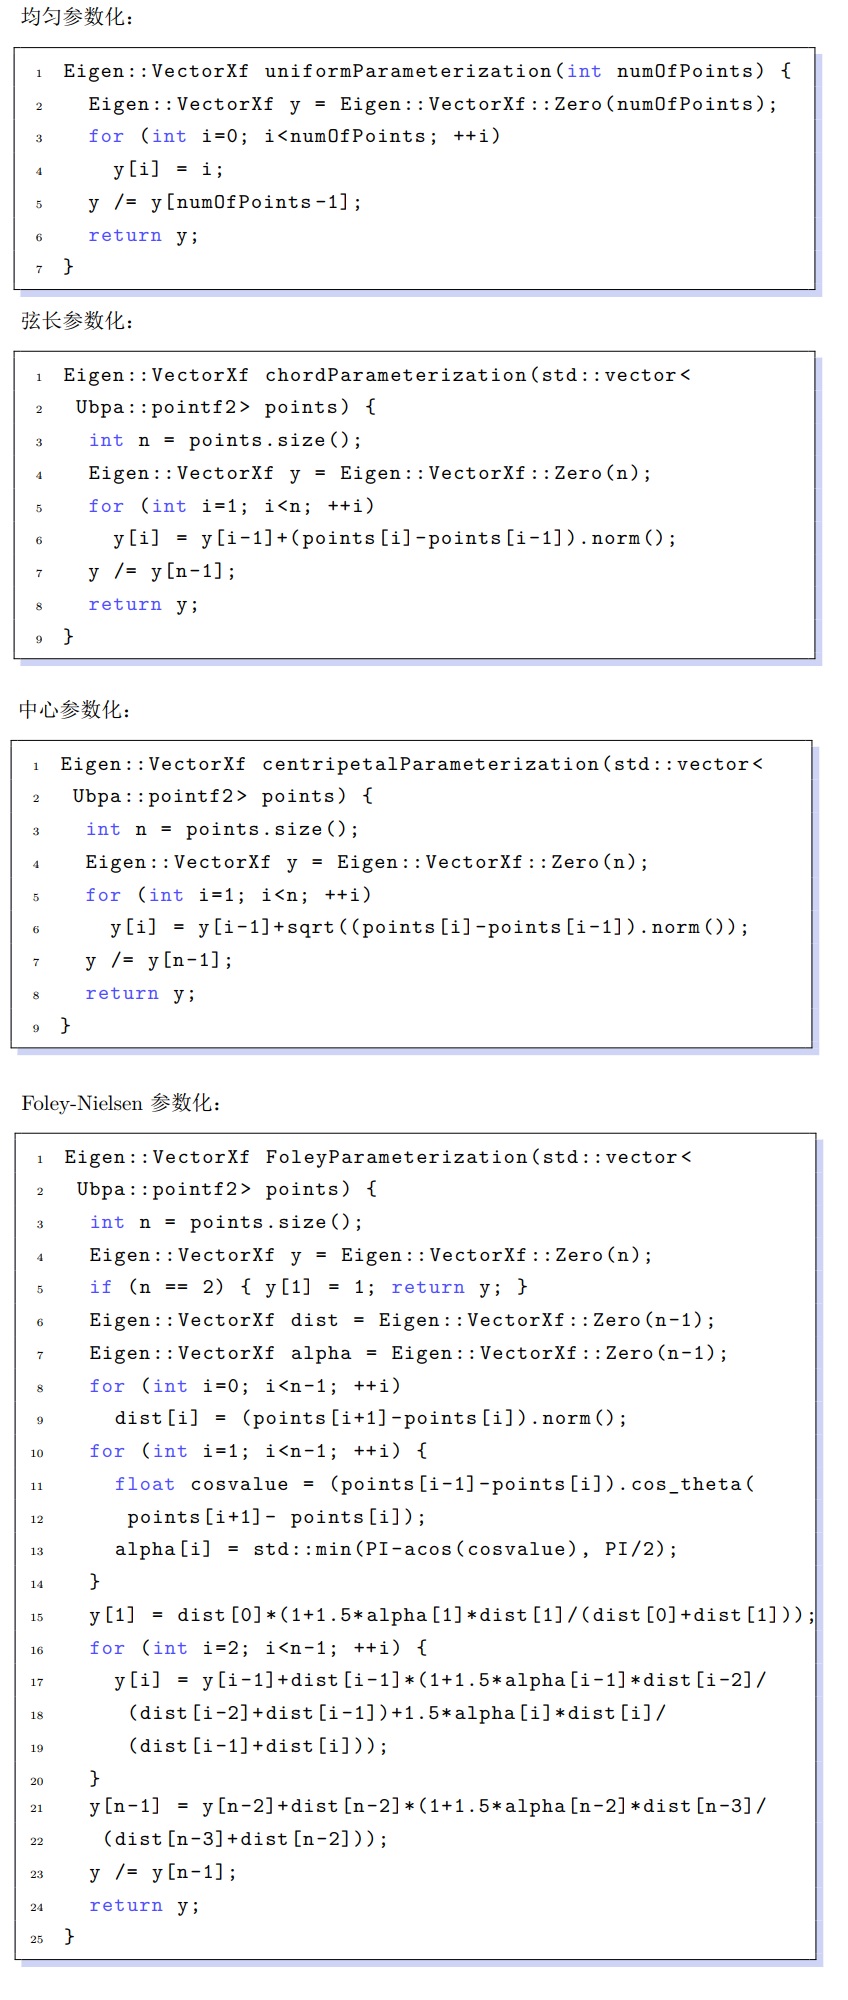 均匀参数化：
1 Eigen::VectorXf uniformParameterization(int numOfPoints) {
2 Eigen::VectorXf y = Eigen::VectorXf::Zero(numOfPoints);
3 for (int i=0; i<numOfPoints; ++i)
4 y[i] = i;
5 y /= y[numOfPoints-1];
6 return y;
7 }
弦长参数化：
1 Eigen::VectorXf chordParameterization(std::vector<
2 Ubpa::pointf2> points) {
3 int n = points.size();
4 Eigen::VectorXf y = Eigen::VectorXf::Zero(n);
5 for (int i=1; i<n; ++i)
6 y[i] = y[i-1]+(points[i]-points[i-1]).norm();
7 y /= y[n-1];
8 return y;
9 }
中心参数化：
1 Eigen::VectorXf centripetalParameterization(std::vector<
2 Ubpa::pointf2> points) {
3 int n = points.size();
4 Eigen::VectorXf y = Eigen::VectorXf::Zero(n);
5 for (int i=1; i<n; ++i)
6 y[i] = y[i-1]+sqrt((points[i]-points[i-1]).norm());
7 y /= y[n-1];
8 return y;
9 }
Foley-Nielsen 参数化：
1 Eigen::VectorXf FoleyParameterization(std::vector<
2 Ubpa::pointf2> points) {
3 int n = points.size();
4 Eigen::VectorXf y = Eigen::VectorXf::Zero(n);
5 if (n == 2) { y[1] = 1; return y; }
6 Eigen::VectorXf dist = Eigen::VectorXf::Zero(n-1);
7 Eigen::VectorXf alpha = Eigen::VectorXf::Zero(n-1);
8 for (int i=0; i<n-1; ++i)
9 dist[i] = (points[i+1]-points[i]).norm();
10 for (int i=1; i<n-1; ++i) {
11 float cosvalue = (points[i-1]-points[i]).cos_theta(
12 points[i+1]- points[i]);
13 alpha[i] = std::min(PI-acos(cosvalue), PI/2);
14 }
15 y[1] = dist[0]*(1+1.5*alpha[1]*dist[1]/(dist[0]+dist[1]));
16 for (int i=2; i<n-1; ++i) {
17 y[i] = y[i-1]+dist[i-1]*(1+1.5*alpha[i-1]*dist[i-2]/
18 (dist[i-2]+dist[i-1])+1.5*alpha[i]*dist[i]/
19 (dist[i-1]+dist[i]));
20 }
21 y[n-1] = y[n-2]+dist[n-2]*(1+1.5*alpha[n-2]*dist[n-3]/
22 (dist[n-3]+dist[n-2]));
23 y /= y[n-1];
24 return y;
25 }